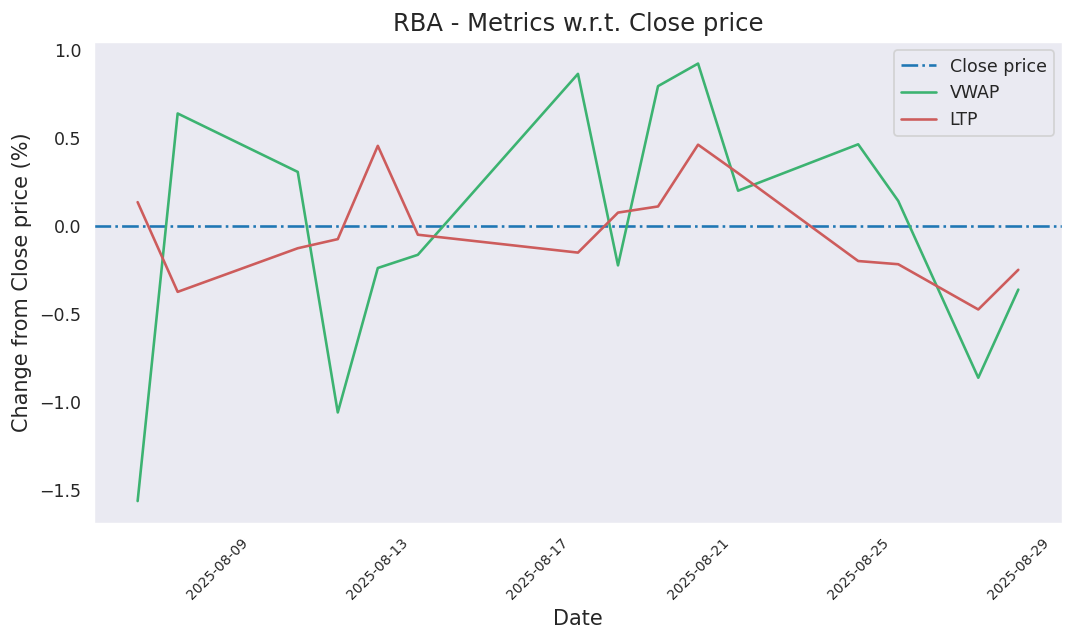 RBA - Metrics w.r.t. Close price
Change from Close price (%)
1.0
0.5
0.0
−0.5
−1.0
−1.5
Close price
VWAP
LTP
2025-08-09
2025-08-13
2025-08-17
2025-08-21
2025-08-25
2025-08-29
Date